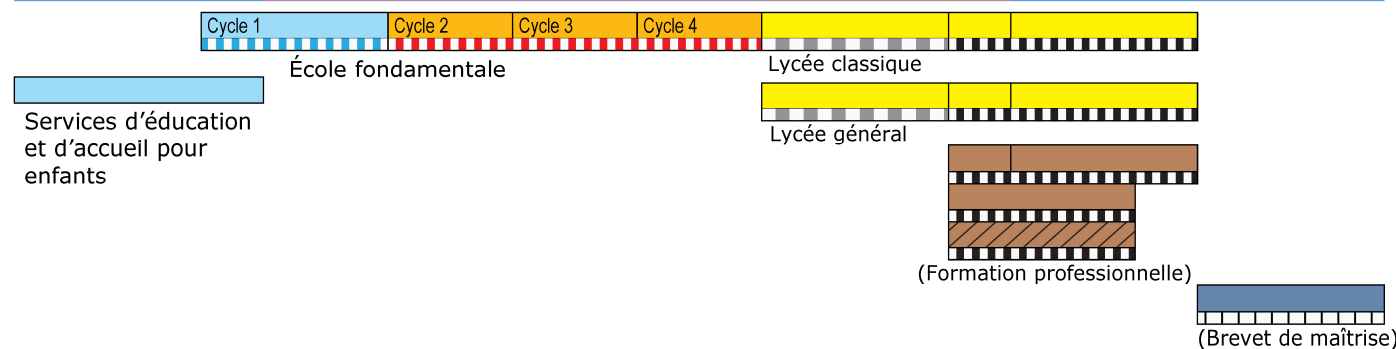 Cycle 1 Cycle 2 Cycle 3 Cycle 4
École fondamentale
Lycée classique
Services d'éducation
et d'accueil pour
enfants
Lycée général
(Formation professionnelle)
(Brevet de maîtrise)